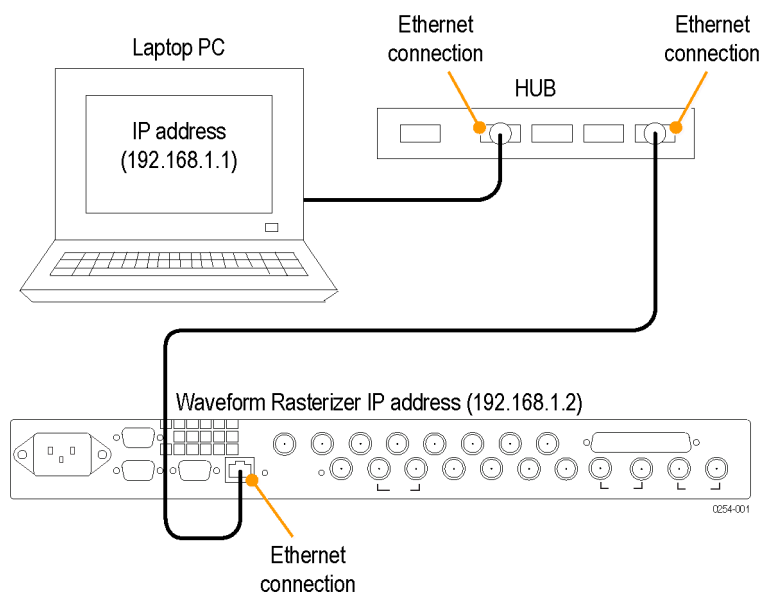 Laptop PC
IP address
(192.168.1.1)
Ethernet
connection
Ethernet
connection
HUB
Waveform Rasterizer IP address (192.168.1.2)
0254-001
Ethernet
connection